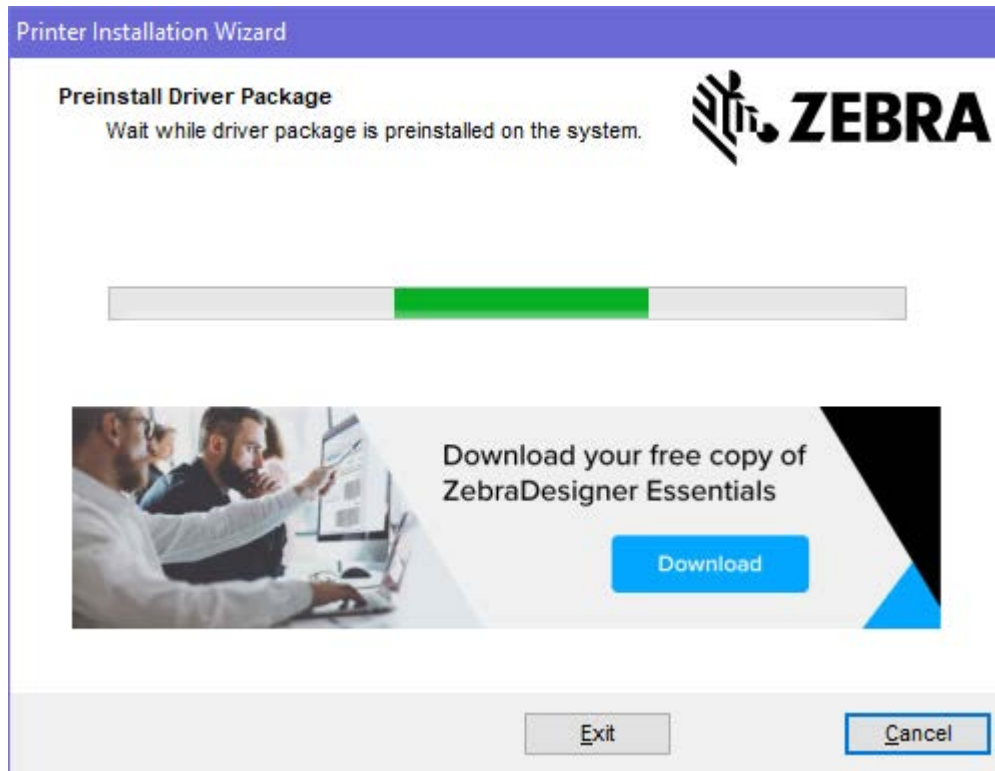 Printer Installation Wizard
Preinstall Driver Package
Wait while driver package is preinstalled on the system.
ZEBRA
Download your free copy of
ZebraDesigner Essentials
Download
Exit
Cancel